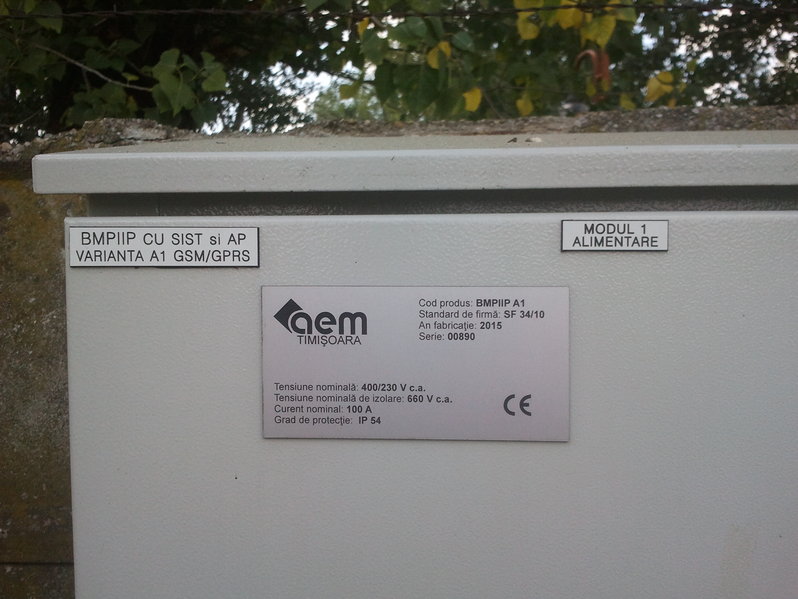 BMPIIP CU SIST si AP
VARIANTA A1 GSM/GPRS
MODUL 1
ALIMENTARE
aem
TIMIŞOARA
Cod produs: BMPIIP A1
Standard de firmă: SF 34/10
An fabricaţie: 2015
Serie: 00890
Tensiune nominală: 400/230 V c.a.
Tensiune nominală de izolare: 660 V c.a.
Curent nominal: 100 A
Grad de protecţie: IP 54
CE